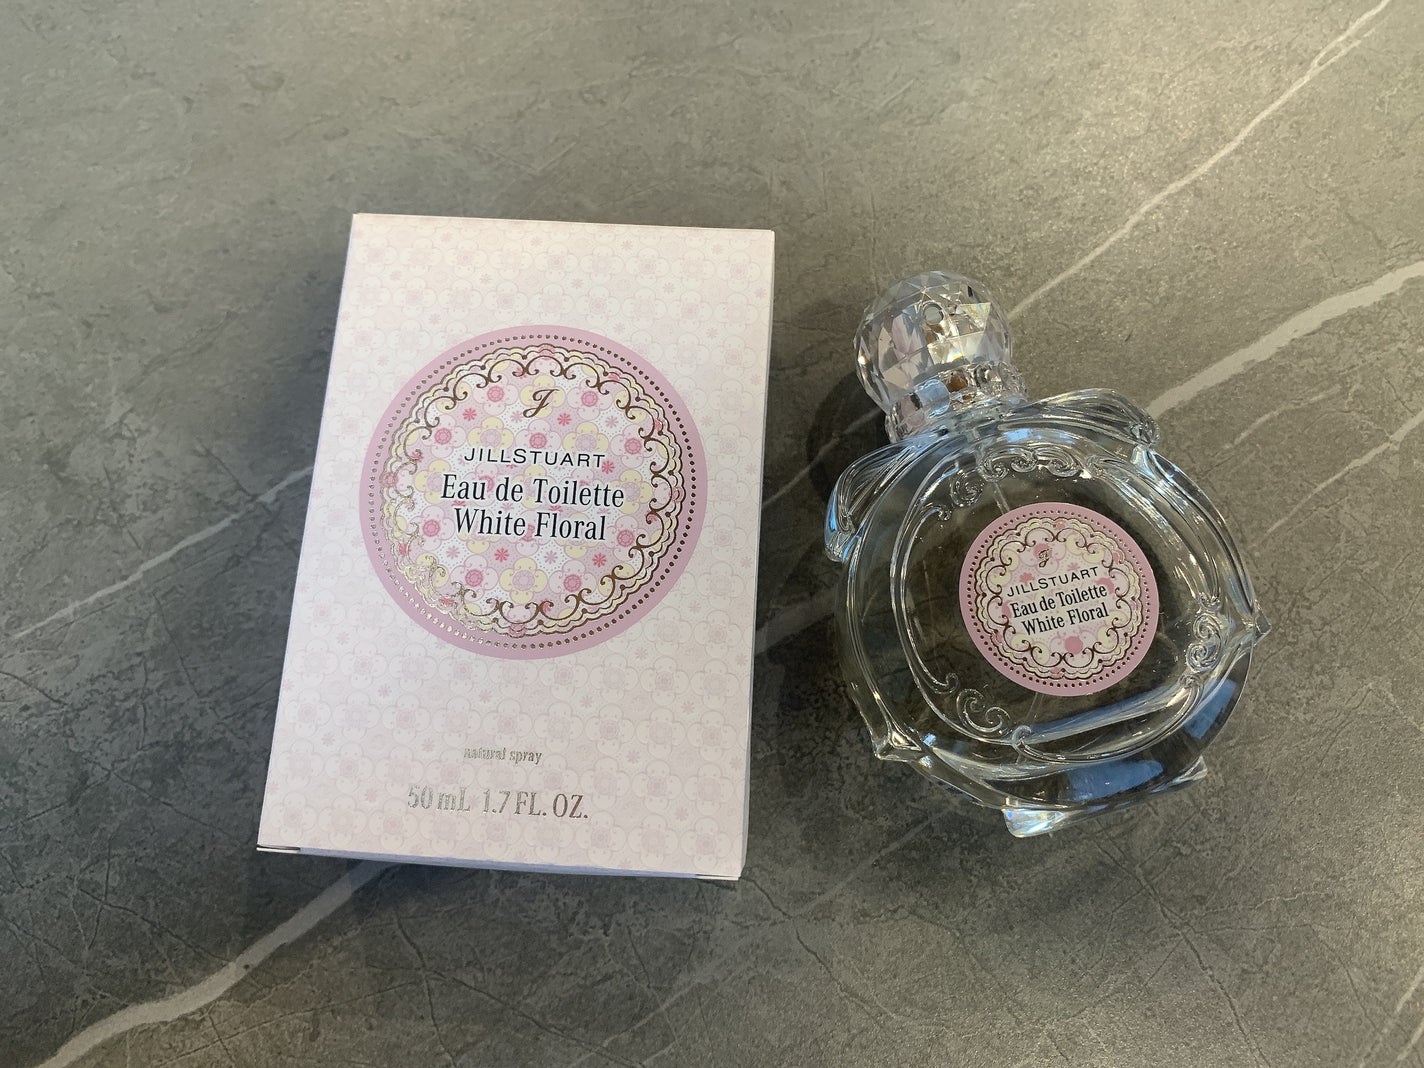 J
JILLSTUART
Eau de Toilette
White Floral
natural spray
50 mL 1.7 FL. OZ.
J
JILLSTUART
Eau de Toilette
White Floral